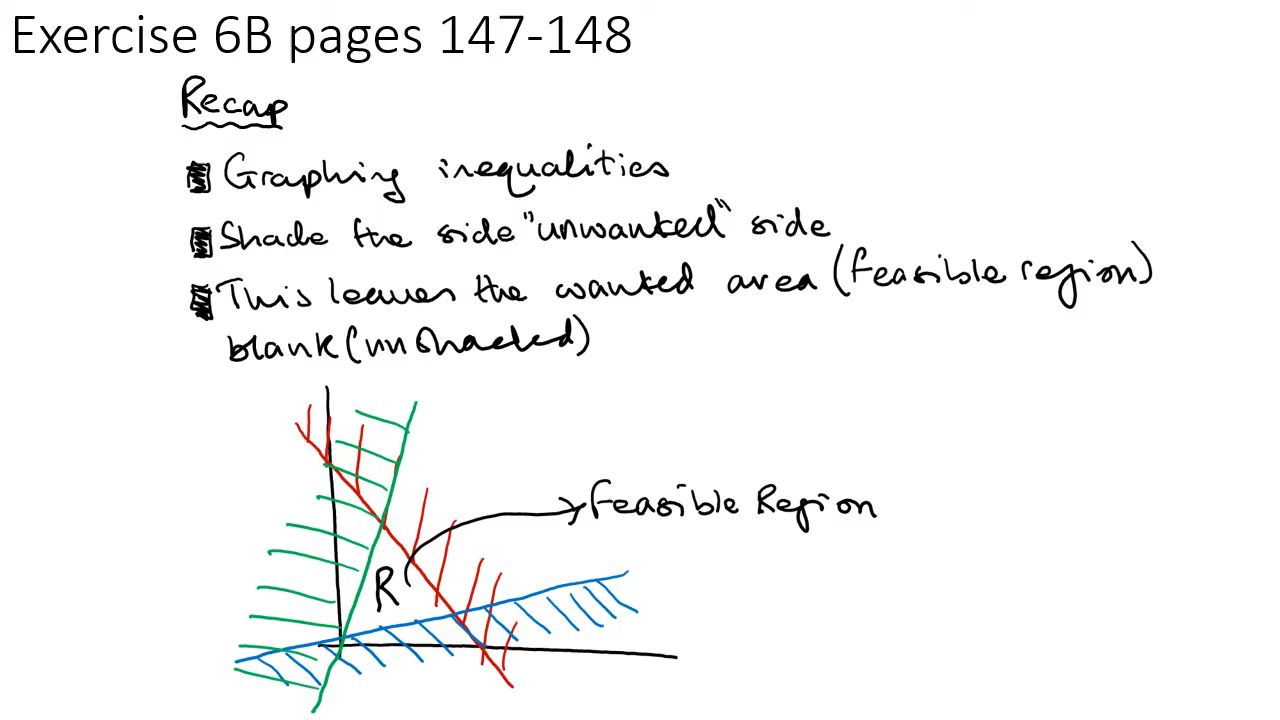 Exercise 6B pages 147-148
Recap
Graphing inequalities
Shade the side "unwanted" side
This leaves the wanted area (feasible region)
blank (unshaded)
Feasible Region
R